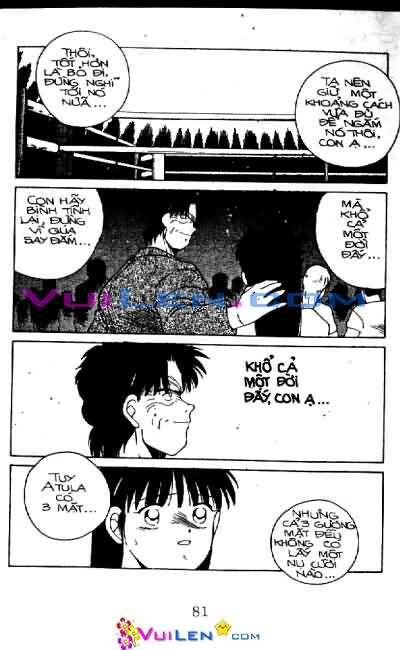 THÔI,
TỐT HƠN
LÀ BỎ ĐI,
ĐỪNG NGHĨ
TỚI NÓ
NỮA...
TA NÊN
GIỮ MỘT
KHOẢNG CÁCH
VỪA ĐỦ
ĐỂ NGẮM
NÓ THÔI,
CON Ạ...
CON HÃY
BÌNH TĨNH
LẠI, ĐỪNG
VÌ QÚA
SAY ĐẮM...
MÀ
KHỔ
CẢ
MỘT
ĐỜI
ĐẤY...
VUILEN.COM
KHỔ CẢ
MỘT ĐỜI
ĐẤY, CON Ạ...
TUY
ATULA
CÓ
3 MẶT...
NHƯNG
CẢ 3 GƯƠNG
MẶT ĐỀU
KHÔNG CÓ
LẤY MỘT
NỤ CƯỜI
NÀO...
81
VUILEN.COM